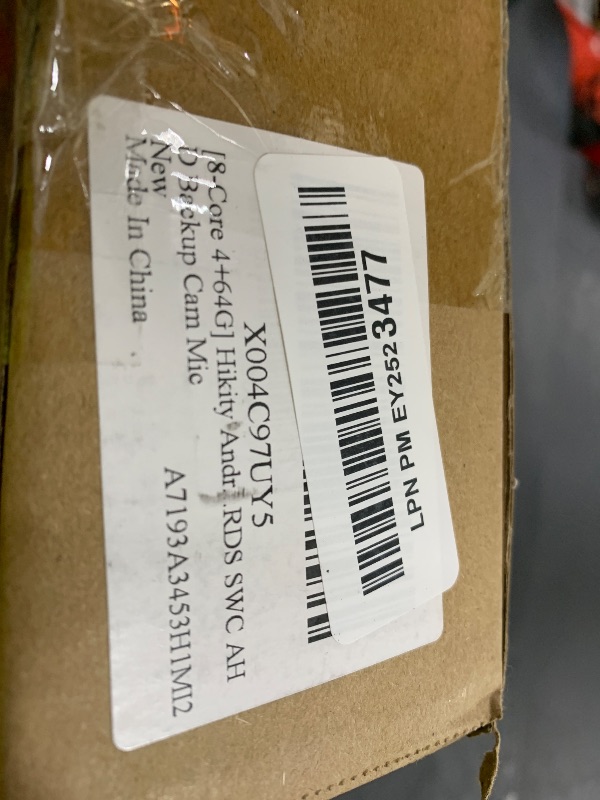 LPN PM EY2523477
X004C97UY5
[8-Core 4+64G] Hikity Andr...RDS SWC AH
D Backup Cam Mic
New
Made In China
A7193A3453H1MI2